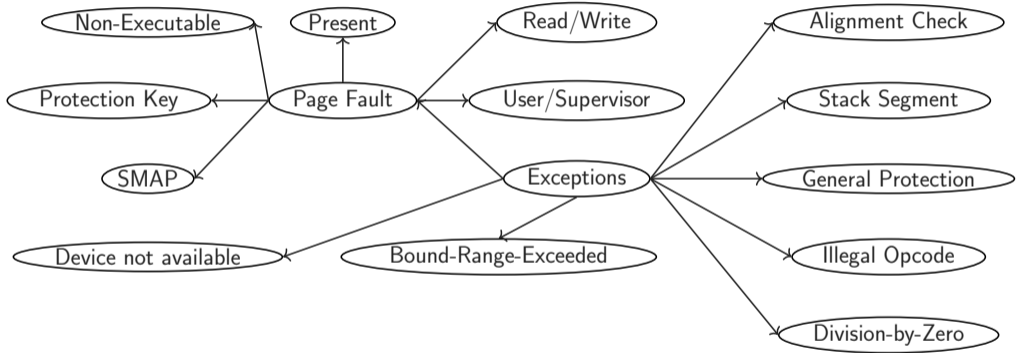 Non-Executable
Present
Read/Write
Alignment Check
Protection Key
Page Fault
User/Supervisor
Stack Segment
SMAP
Exceptions
General Protection
Device not available
Bound-Range-Exceeded
Illegal Opcode
Division-by-Zero